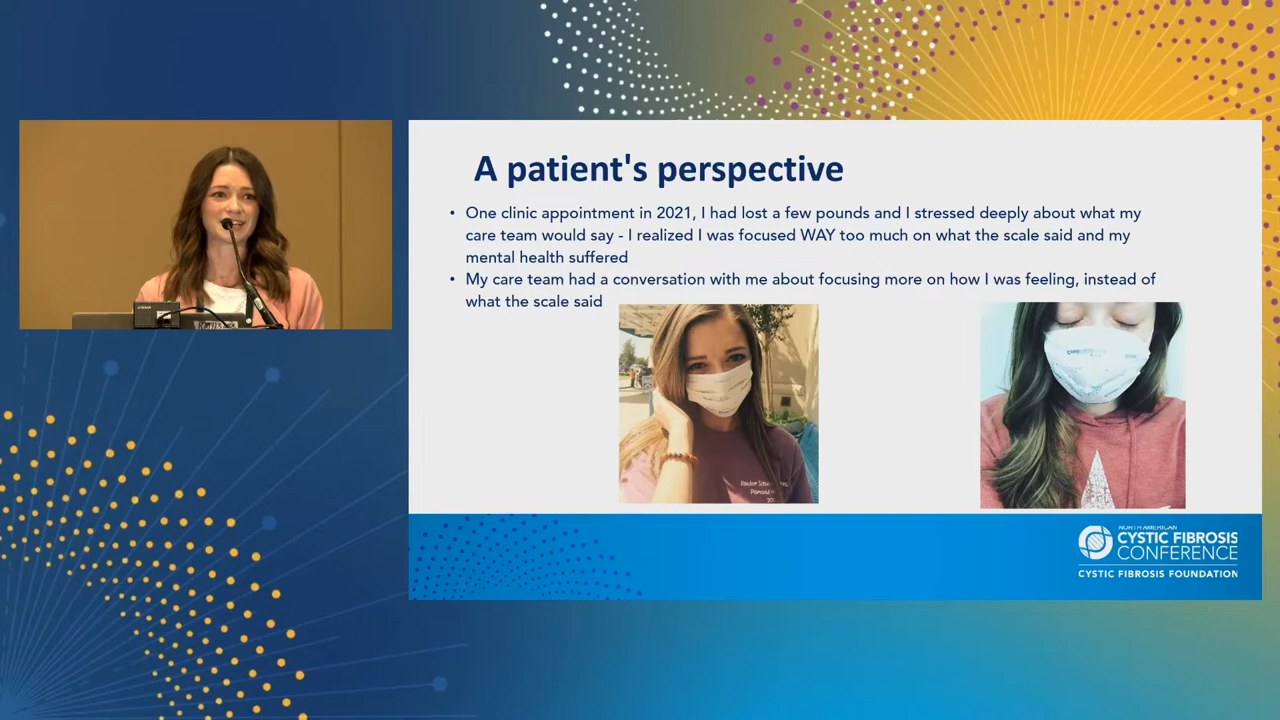 A patient's perspective
• One clinic appointment in 2021, I had lost a few pounds and I stressed deeply about what my
care team would say - I realized I was focused WAY too much on what the scale said and my
mental health suffered
• My care team had a conversation with me about focusing more on how I was feeling, instead of
what the scale said
NORTH AMERICAN
CYSTIC FIBROSIS
CONFERENCE
CYSTIC FIBROSIS FOUNDATION